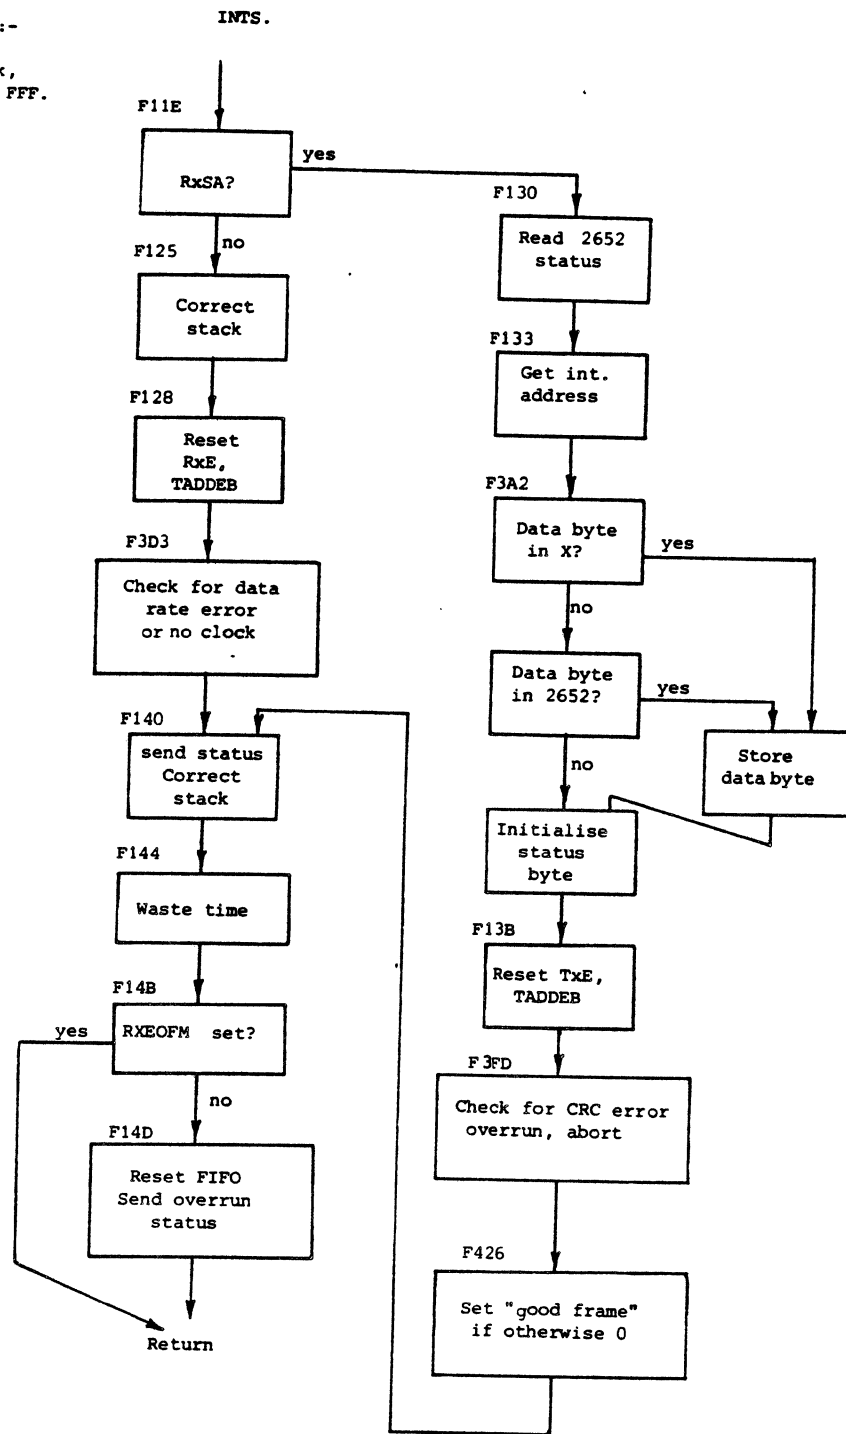 INTS.
:-
,
FFF.
F11E
RxSA?
yes
no
F125
Correct
stack
F128
Reset
RxE,
TADDEB
F3D3
Check for data
rate error
or no clock
F140
send status
Correct
stack
F144
Waste time
F14B
RXEOFM set?
yes
no
F14D
Reset FIFO
Send overrun
status
Return
F130
Read 2652
status
F133
Get int.
address
F3A2
Data byte
in X?
yes
no
Data byte
in 2652?
yes
no
Store
data byte
Initialise
status
byte
F13B
Reset TxE,
TADDEB
F3FD
Check for CRC error
overrun, abort
F426
Set "good frame"
if otherwise 0